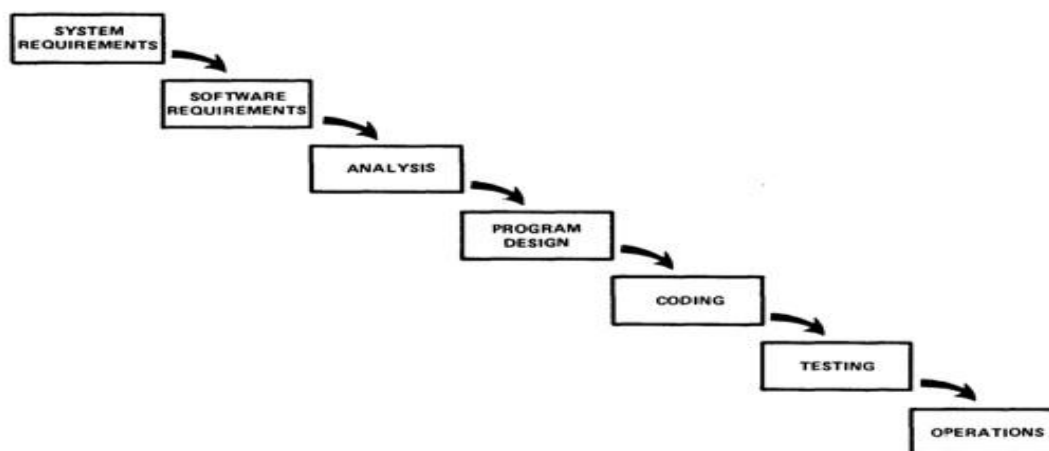 SYSTEM
REQUIREMENTS
SOFTWARE
REQUIREMENTS
ANALYSIS
PROGRAM
DESIGN
CODING
TESTING
OPERATIONS